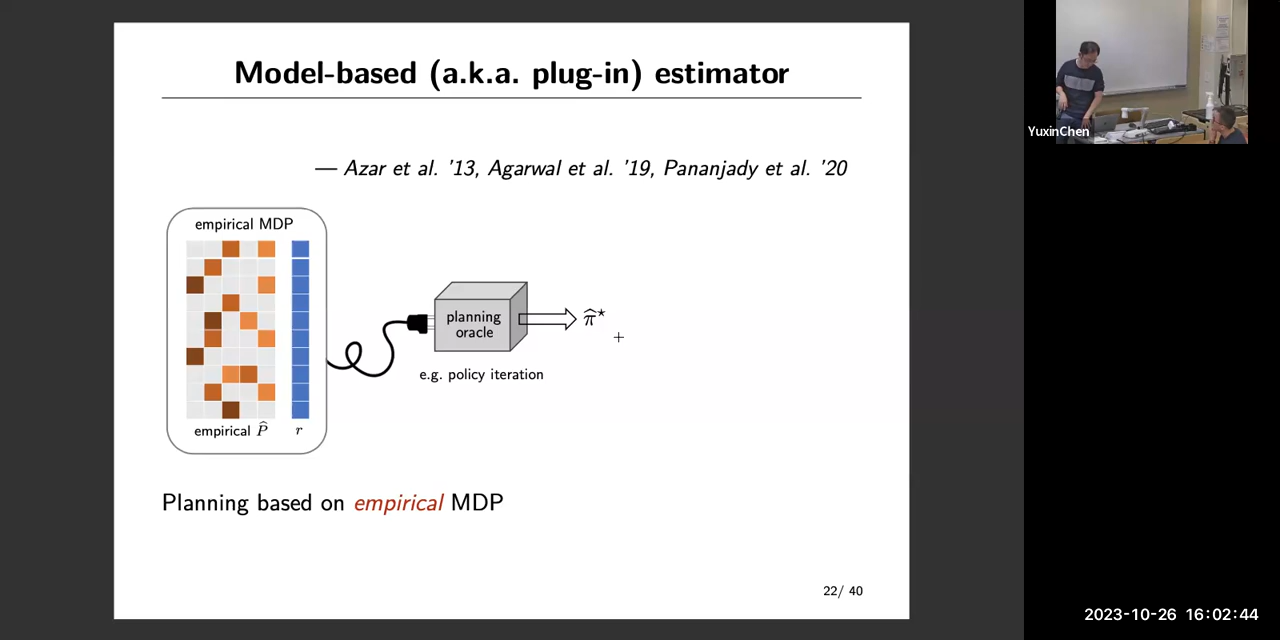 Model-based (a.k.a. plug-in) estimator
— Azar et al. '13, Agarwal et al. '19, Pananjady et al. '20
empirical MDP
planning
oracle
π̂⋆
e.g. policy iteration
empirical P̂ r
Planning based on empirical MDP
22/ 40
YuxinChen
2023-10-26 16:02:44